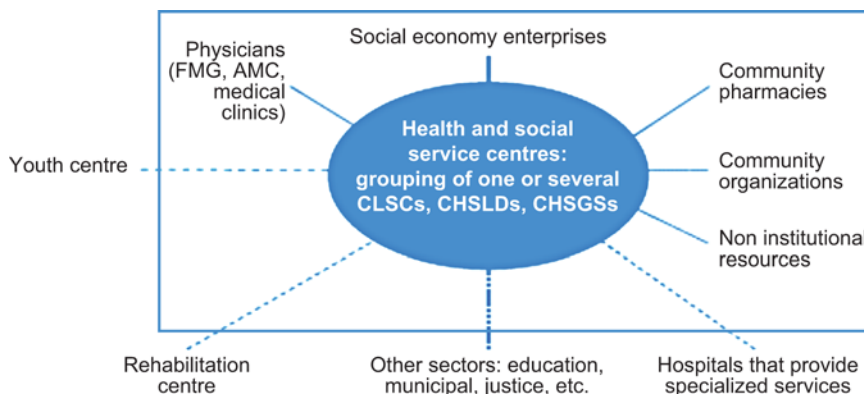 Social economy enterprises
Physicians
(FMG, AMC,
medical
clinics)
Community
pharmacies
Health and social
service centres:
grouping of one or several
CLSCs, CHSLDs, CHSGSs
Youth centre
Community
organizations
Non institutional
resources
Rehabilitation
centre
Other sectors: education,
municipal, justice, etc.
Hospitals that provide
specialized services